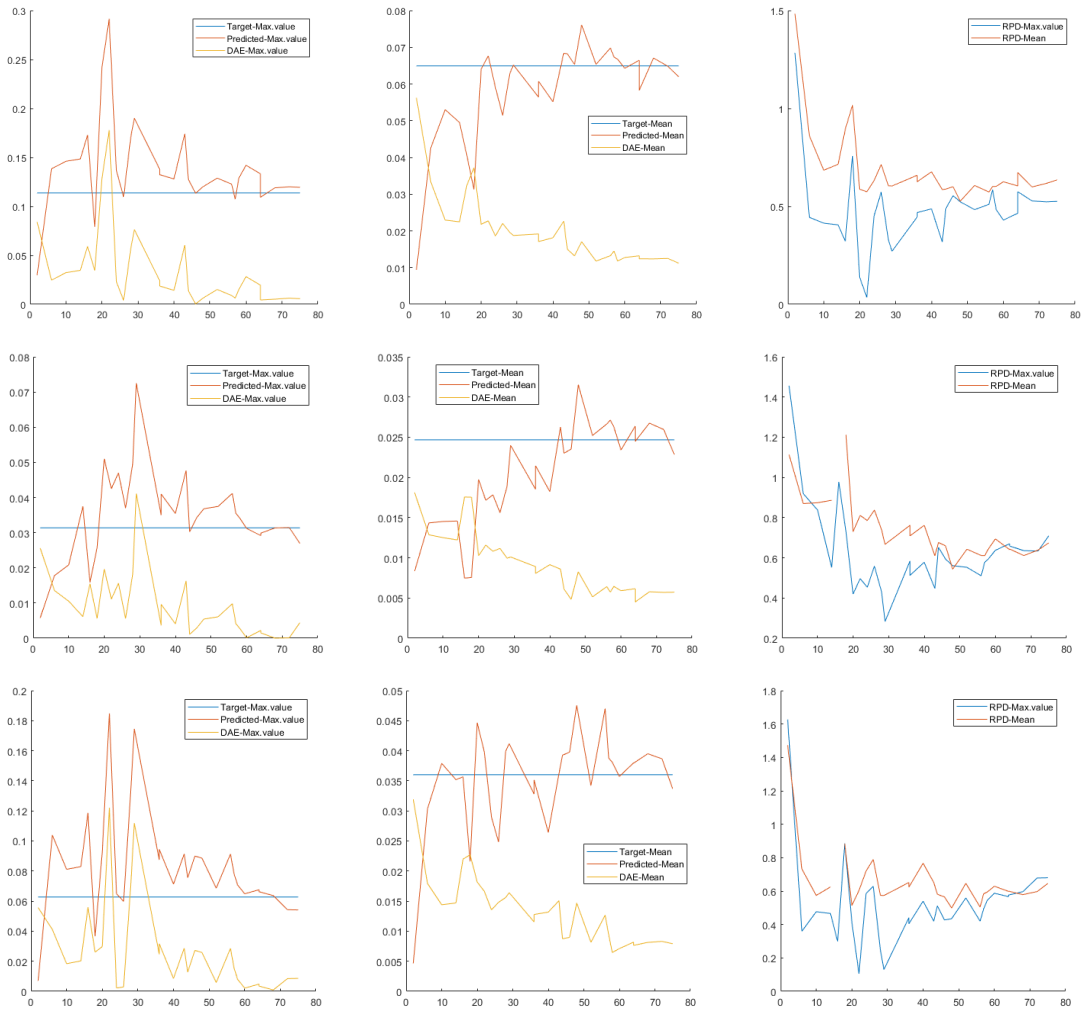 0.3
0.25
0.2
0.15
0.1
0.05
0
0 10 20 30 40 50 60 70 80
Target-Max.value
Predicted-Max.value
DAE-Max.value
0.08
0.07
0.06
0.05
0.04
0.03
0.02
0.01
0
0 10 20 30 40 50 60 70 80
Target-Mean
Predicted-Mean
DAE-Mean
1.5
1
0.5
0
0 10 20 30 40 50 60 70 80
RPD-Max.value
RPD-Mean
0.08
0.07
0.06
0.05
0.04
0.03
0.02
0.01
0
0 10 20 30 40 50 60 70 80
Target-Max.value
Predicted-Max.value
DAE-Max.value
0.035
0.03
0.025
0.02
0.015
0.01
0.005
0
0 10 20 30 40 50 60 70 80
Target-Mean
Predicted-Mean
DAE-Mean
1.6
1.4
1.2
1
0.8
0.6
0.4
0.2
0 10 20 30 40 50 60 70 80
RPD-Max.value
RPD-Mean
0.2
0.18
0.16
0.14
0.12
0.1
0.08
0.06
0.04
0.02
0
0 10 20 30 40 50 60 70 80
Target-Max.value
Predicted-Max.value
DAE-Max.value
0.05
0.045
0.04
0.035
0.03
0.025
0.02
0.015
0.01
0.005
0
0 10 20 30 40 50 60 70 80
Target-Mean
Predicted-Mean
DAE-Mean
1.8
1.6
1.4
1.2
1
0.8
0.6
0.4
0.2
0
0 10 20 30 40 50 60 70 80
RPD-Max.value
RPD-Mean